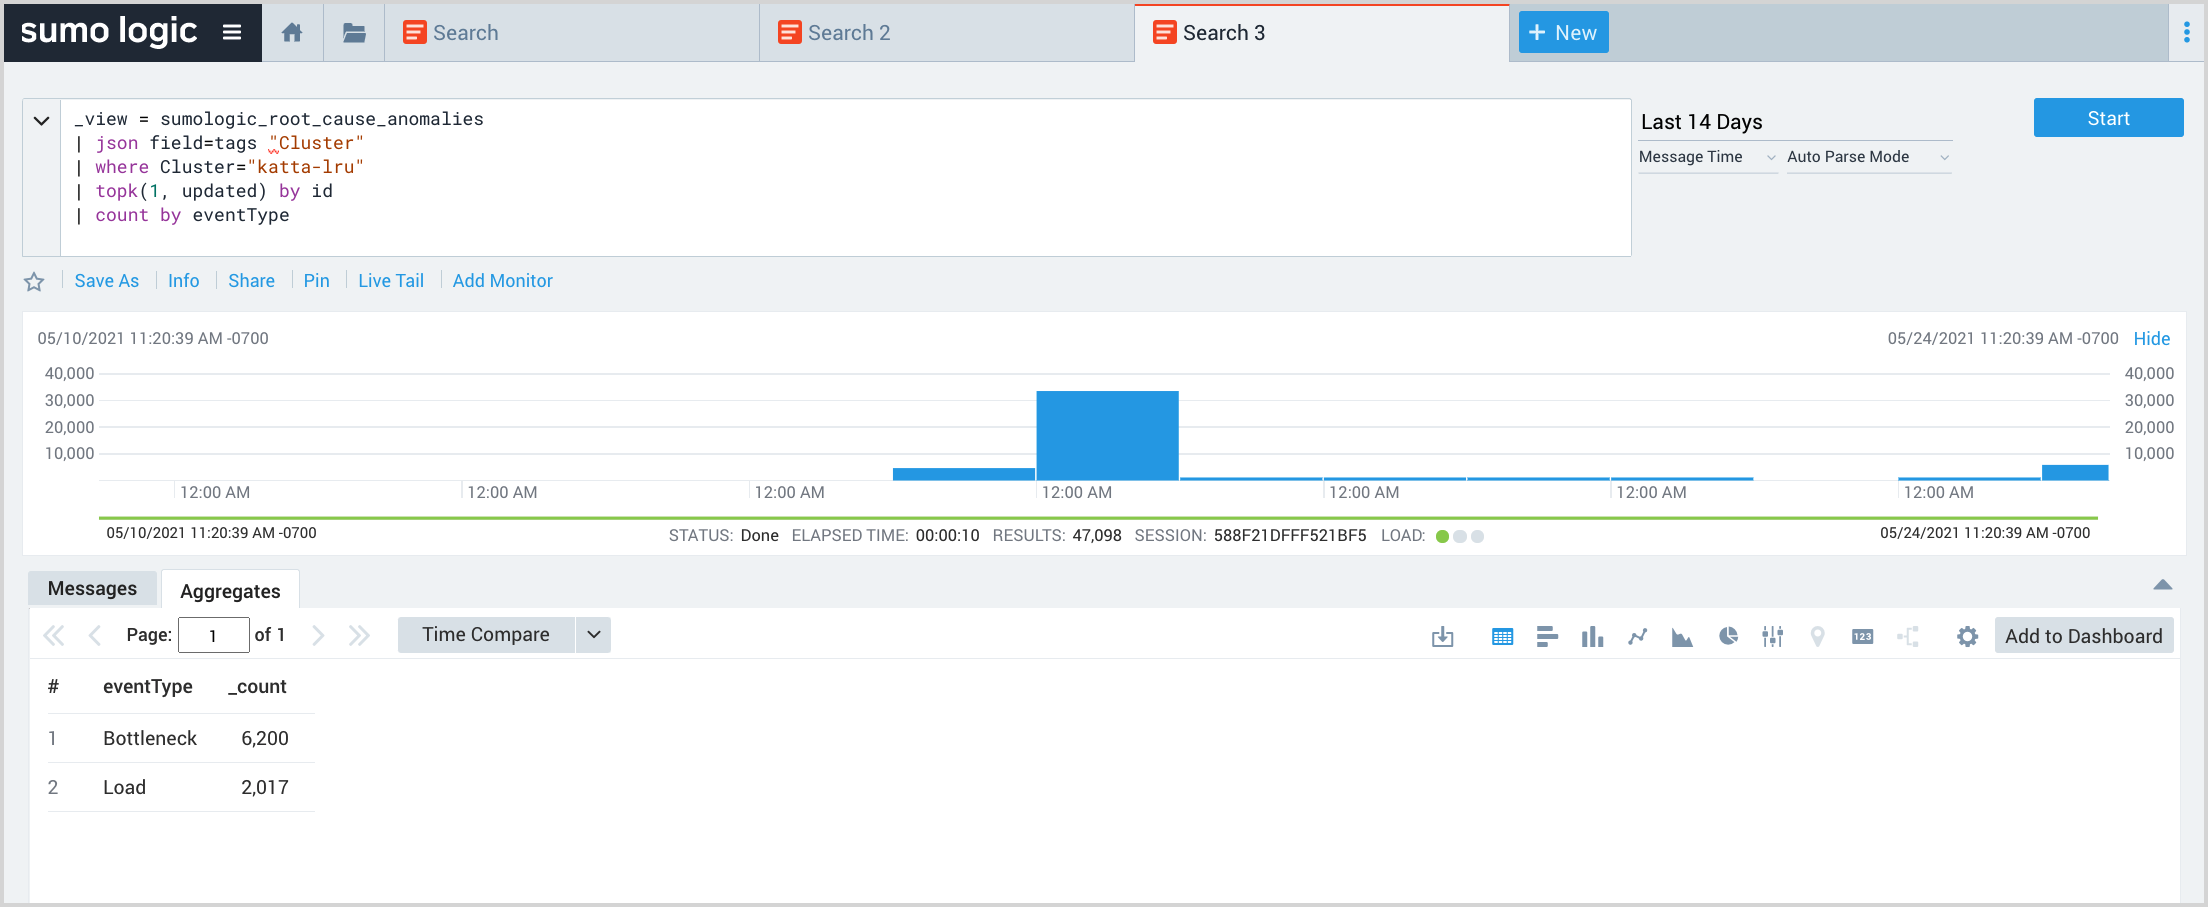 sumo logic
Search
Search 2
Search 3
+ New
_view = sumologic_root_cause_anomalies
| json field=tags "Cluster"
| where Cluster="katta-lru"
| topk(1, updated) by id
| count by eventType
Last 14 Days
Message Time
Auto Parse Mode
Start
Save As
Info
Share
Pin
Live Tail
Add Monitor
05/10/2021 11:20:39 AM -0700
05/24/2021 11:20:39 AM -0700
Hide
40,000
30,000
20,000
10,000
40,000
30,000
20,000
10,000
12:00 AM
12:00 AM
12:00 AM
12:00 AM
12:00 AM
12:00 AM
12:00 AM
05/10/2021 11:20:39 AM -0700
STATUS: Done ELAPSED TIME: 00:00:10 RESULTS: 47,098 SESSION: 588F21DFFF521BF5 LOAD:
05/24/2021 11:20:39 AM -0700
Messages
Aggregates
Page: 1 of 1
Time Compare
123
Add to Dashboard
# eventType _count
1 Bottleneck 6,200
2 Load 2,017